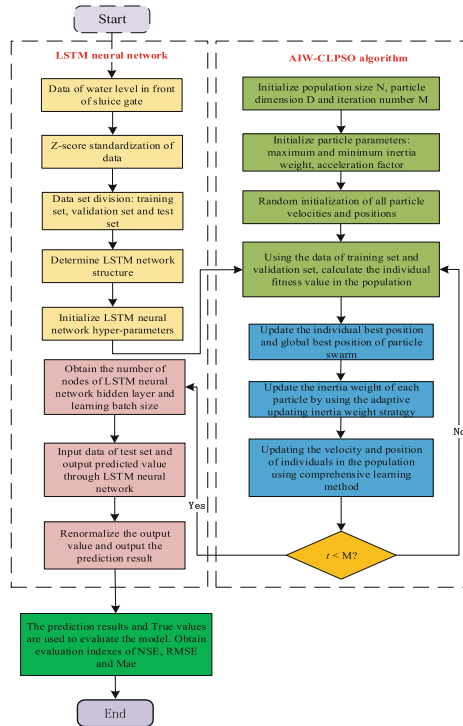 Start
LSTM neural network
Data of water level in front of
sluice gate
Z-score standardization of
data
Data set division: training
set, validation set and test
set
Determine LSTM network
structure
Initialize LSTM neural
network hyper-parameters
Obtain the number of
nodes of LSTM neural
network hidden layer and
learning batch size
Input data of test set and
output predicted value
through LSTM neural
network
Renormalize the output
value and output the
prediction result
The prediction results and True values
are used to evaluate the model. Obtain
evaluation indexes of NSE, RMSE
and Mae
End
AIW-CLPSO algorithm
Initialize population size N, particle
dimension D and iteration number M
Initialize particle parameters:
maximum and minimum inertia
weight, acceleration factor
Random initialization of all
particle velocities and positions
Using the data of training set and
validation set, calculate the individual
fitness value in the population
Update the individual best position
and global best position of particle
swarm
Update the inertia weight of each
particle by using the adaptive
updating inertia weight strategy
Updating the velocity and position
of individuals in the population
using comprehensive learning
method
t < M?
Yes
No